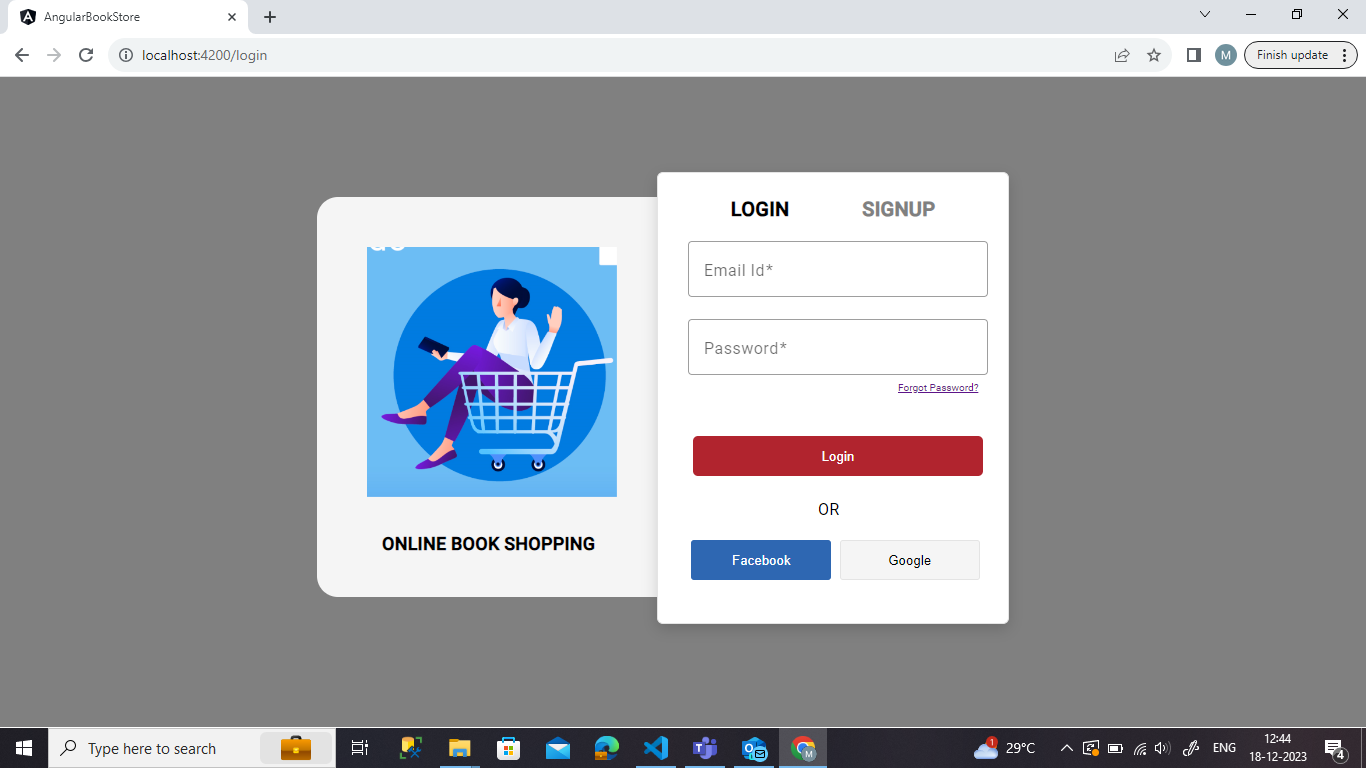 AngularBookStore
localhost:4200/login
M
Finish update
LOGIN
SIGNUP
Email Id*
Password*
Forgot Password?
Login
OR
Facebook
Google
ONLINE BOOK SHOPPING
Type here to search
1
29°C
ENG
12:44
18-12-2023
4